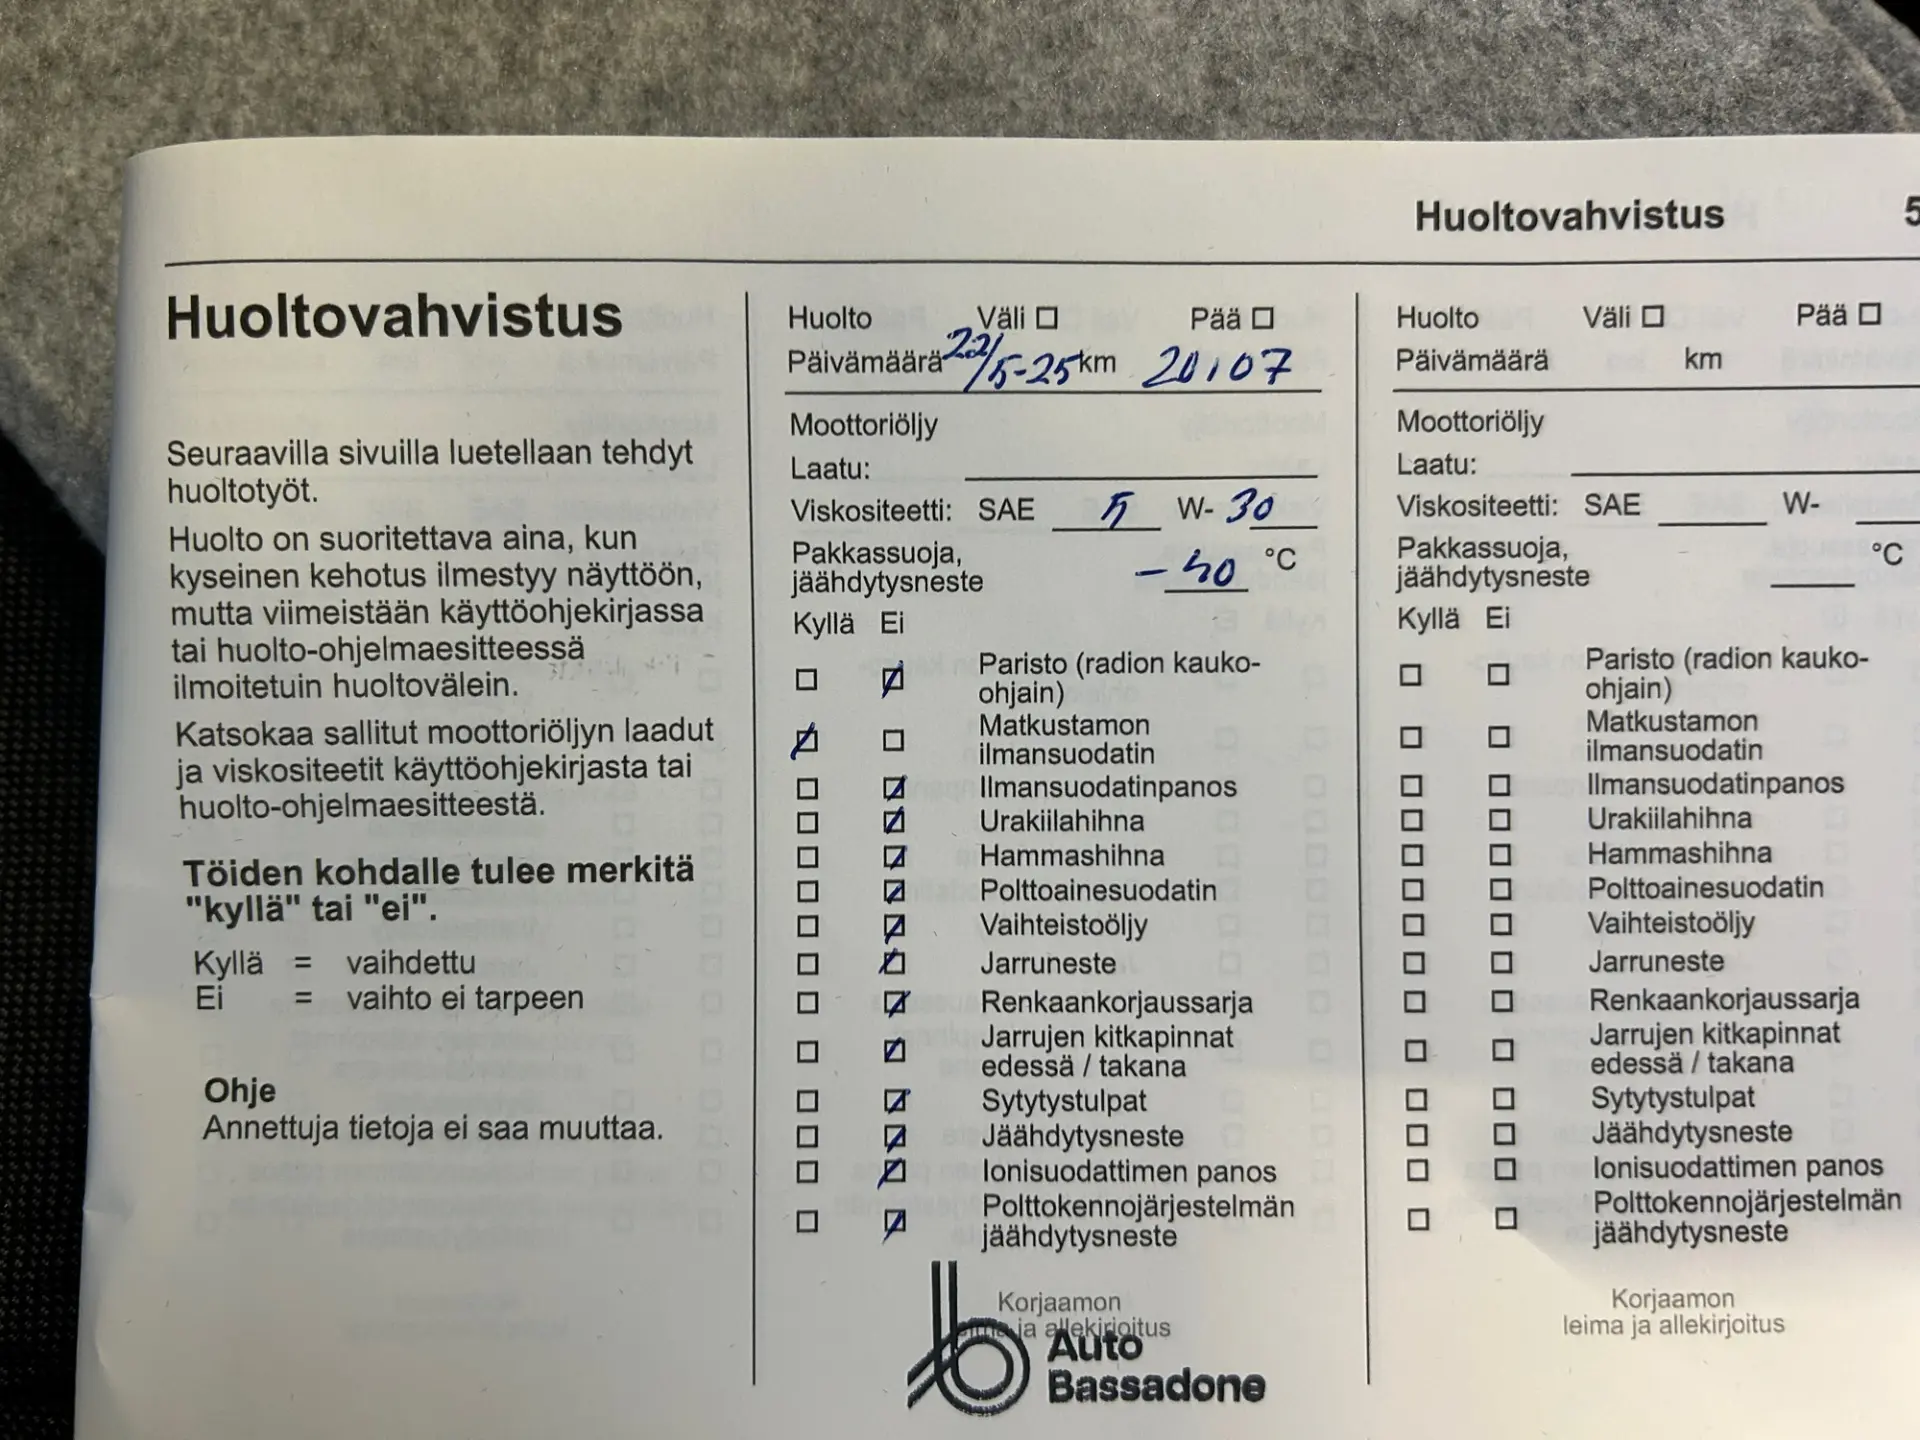 Huoltovahvistus 5
Huoltovahvistus
Seuraavilla sivuilla luetellaan tehdyt
huoltotyöt.
Huolto on suoritettava aina, kun
kyseinen kehotus ilmestyy näyttöön,
mutta viimeistään käyttöohjekirjassa
tai huolto-ohjelmaesitteessä
ilmoitetuin huoltovälein.
Katsokaa sallitut moottoriöljyn laadut
ja viskositeetit käyttöohjekirjasta tai
huolto-ohjelmaesitteestä.
Töiden kohdalle tulee merkitä
"kyllä" tai "ei".
Kyllä = vaihdettu
Ei = vaihto ei tarpeen
Ohje
Annettuja tietoja ei saa muuttaa.
Huolto Väli Pää
Päivämäärä 22/5-25 km 20107
Moottoriöljy
Laatu:
Viskositeetti: SAE 5 W- 30
Pakkassuoja,
jäähdytysneste -40 °C
Kyllä Ei
Paristo (radion kauko-
ohjain)
Matkustamon
ilmansuodatin
Ilmansuodatinpanos
Urakiilahihna
Hammashihna
Polttoainesuodatin
Vaihteistoöljy
Jarruneste
Renkaankorjaussarja
Jarrujen kitkapinnat
edessä / takana
Sytytystulpat
Jäähdytysneste
Ionisuodattimen panos
Polttokennojärjestelmän
jäähdytysneste
Korjaamon
leima ja allekirjoitus
Auto
Bassadone
Huolto Väli Pää
Päivämäärä km
Moottoriöljy
Laatu:
Viskositeetti: SAE W-
Pakkassuoja,
jäähdytysneste °C
Kyllä Ei
Paristo (radion kauko-
ohjain)
Matkustamon
ilmansuodatin
Ilmansuodatinpanos
Urakiilahihna
Hammashihna
Polttoainesuodatin
Vaihteistoöljy
Jarruneste
Renkaankorjaussarja
Jarrujen kitkapinnat
edessä / takana
Sytytystulpat
Jäähdytysneste
Ionisuodattimen panos
Polttokennojärjestelmän
jäähdytysneste
Korjaamon
leima ja allekirjoitus